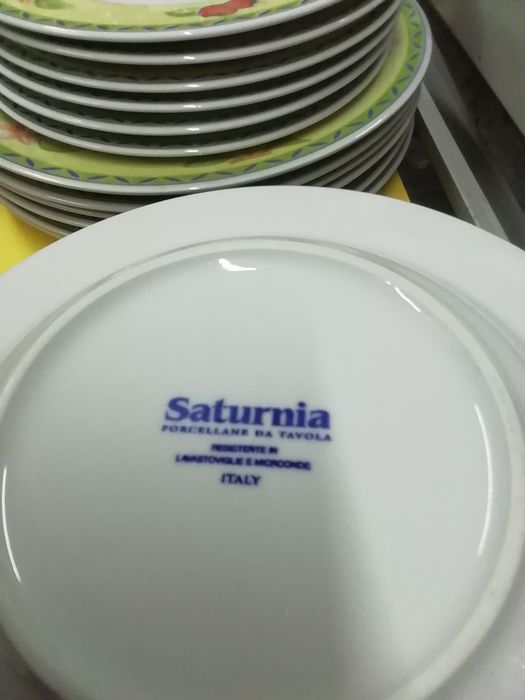 Saturnia
PORCELLANE DA TAVOLA
RESISTENTE IN
LAVASTOVIGLIE E MICROONDE
ITALY